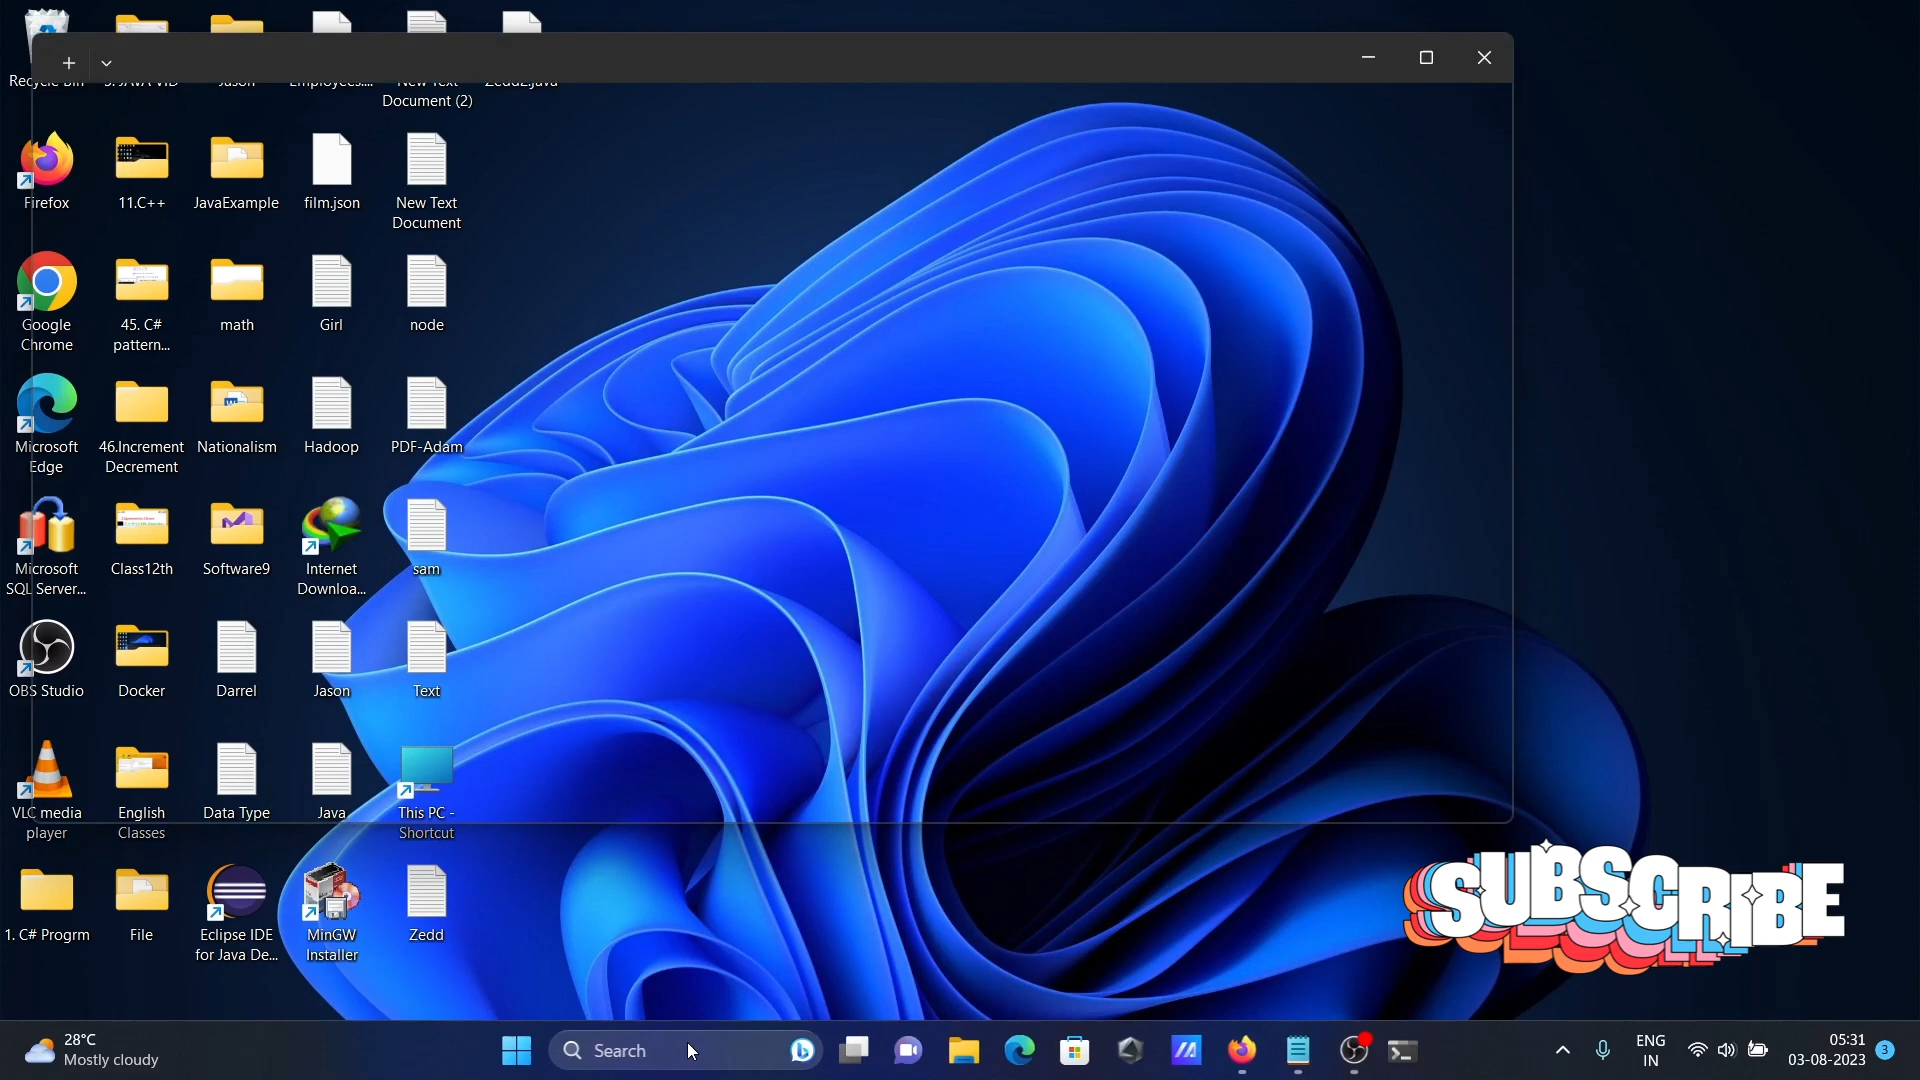 Recycle Bin
Document (2)
Firefox
11.C++
JavaExample
film.json
New Text
Document
Google
Chrome
45. C#
pattern...
math
Girl
node
Microsoft
Edge
46.Increment
Decrement
Nationalism
Hadoop
PDF-Adam
Microsoft
SQL Server...
Class12th
Software9
Internet
Downloa...
sam
OBS Studio
Docker
Darrel
Jason
Text
VLC media
player
English
Classes
Data Type
Java
This PC -
Shortcut
1. C# Progrm
File
Eclipse IDE
for Java De...
MinGW
Installer
Zedd
SUBSCRIBE
28°C
Mostly cloudy
Search
ENG
IN
05:31
03-08-2023
3